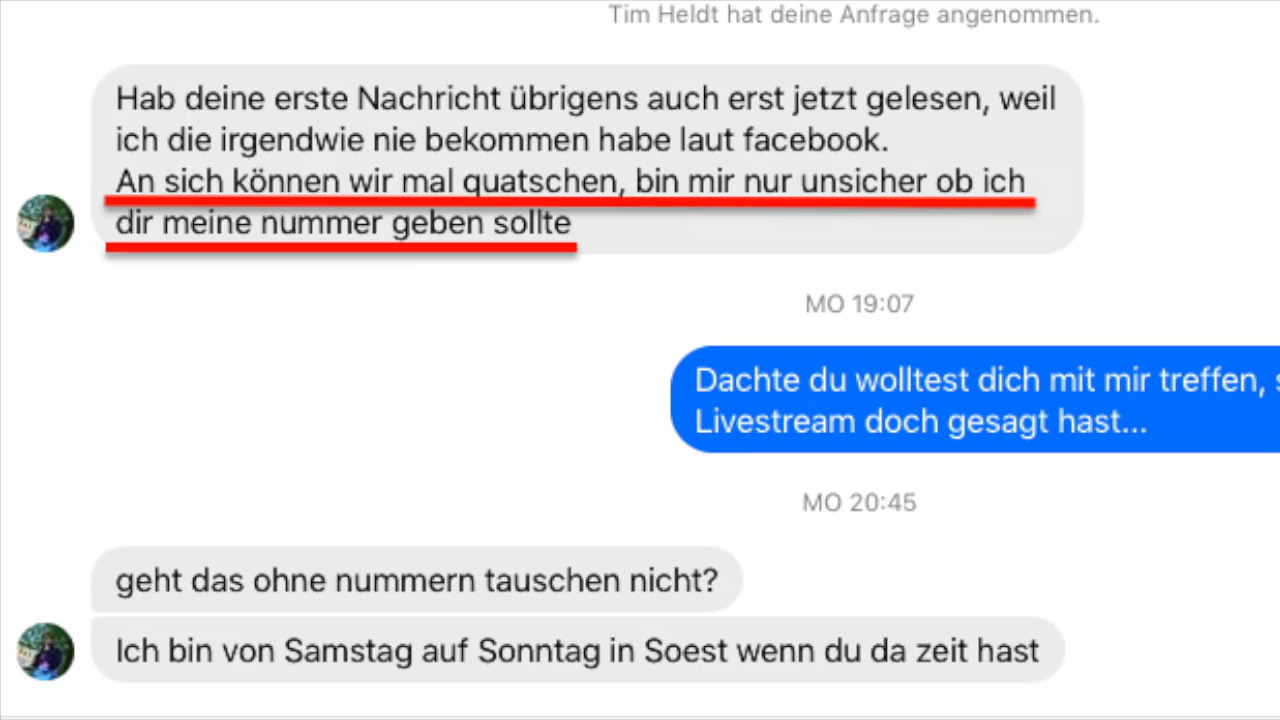 Tim Heldt hat deine Anfrage angenommen.
Hab deine erste Nachricht übrigens auch erst jetzt gelesen, weil
ich die irgendwie nie bekommen habe laut facebook.
An sich können wir mal quatschen, bin mir nur unsicher ob ich
dir meine nummer geben sollte
MO 19:07
Dachte du wolltest dich mit mir treffen,
Livestream doch gesagt hast...
MO 20:45
geht das ohne nummern tauschen nicht?
Ich bin von Samstag auf Sonntag in Soest wenn du da zeit hast